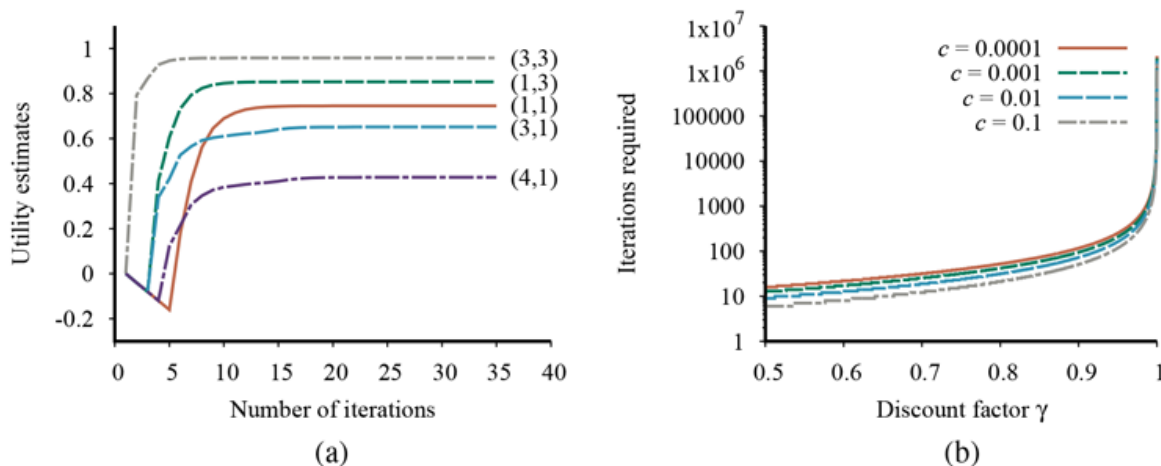 1
0.8
0.6
0.4
0.2
0
-0.2
Utility estimates
(3,3)
(1,3)
(1,1)
(3,1)
(4,1)
0 5 10 15 20 25 30 35 40
Number of iterations
(a)
1x10^7
1x10^6
100000
10000
1000
100
10
1
Iterations required
c = 0.0001
c = 0.001
c = 0.01
c = 0.1
0.5 0.6 0.7 0.8 0.9 1
Discount factor γ
(b)